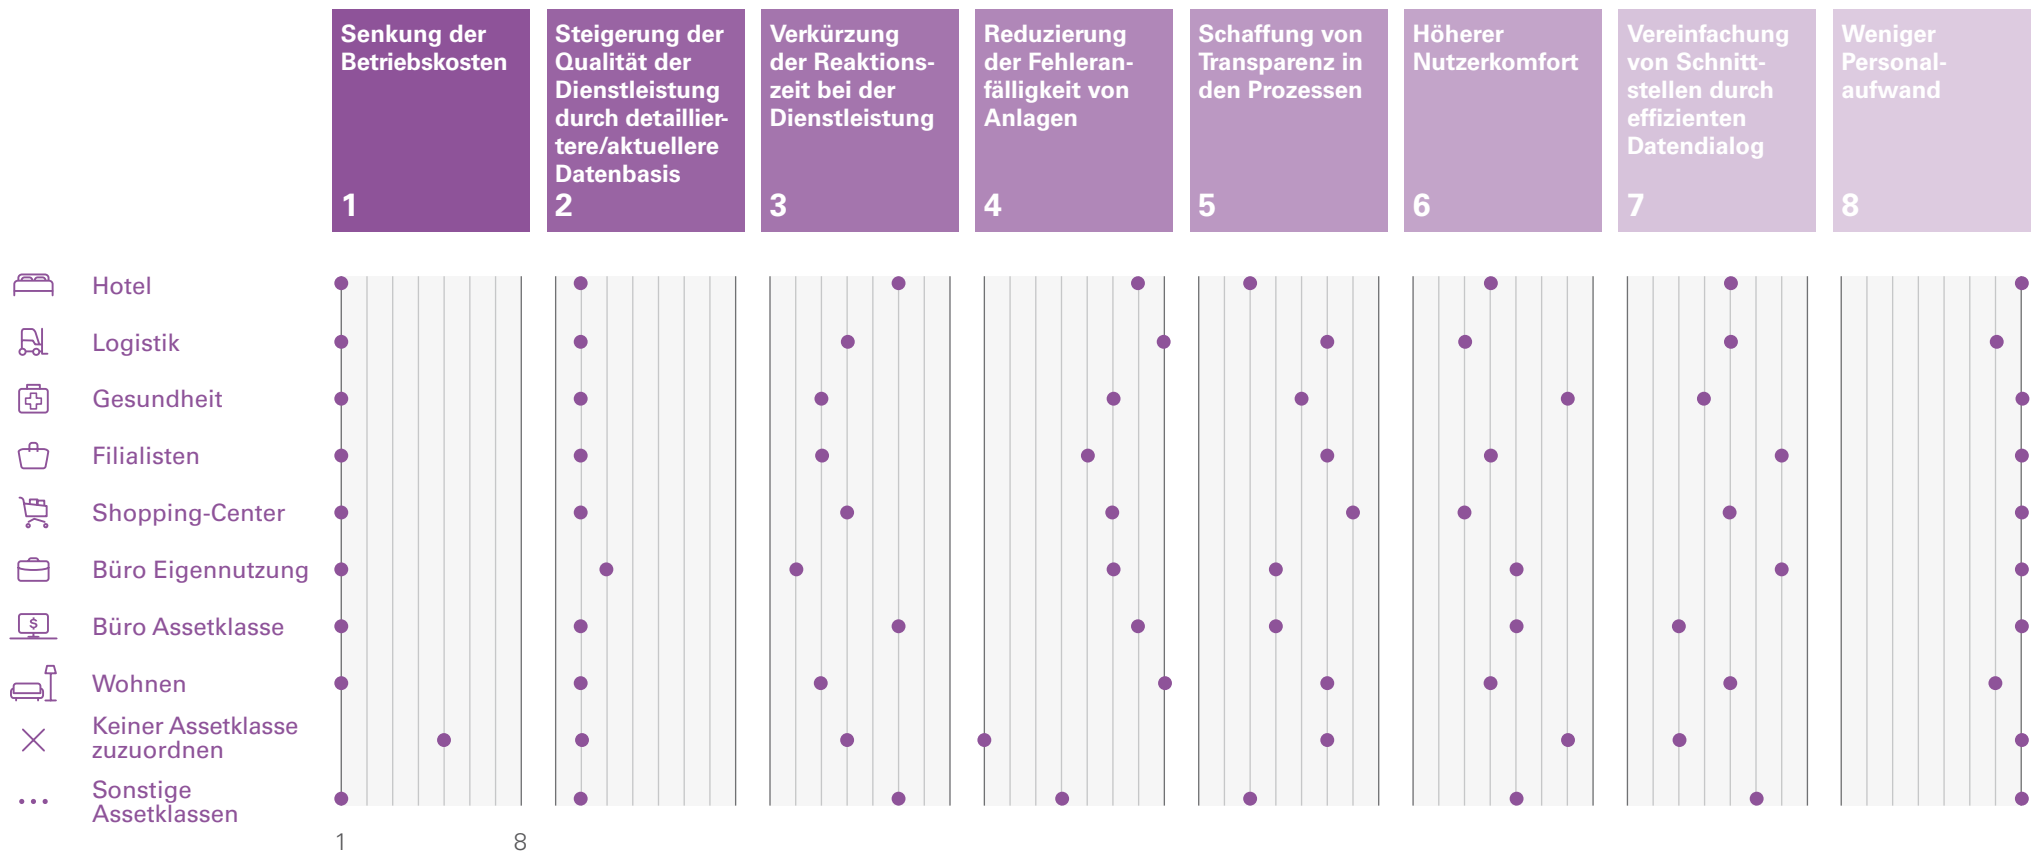 Senkung der
Betriebskosten
1
Steigerung der
Qualität der
Dienstleistung
durch detaillier-
tere/aktuellere
Datenbasis
2
Verkürzung
der Reaktions-
zeit bei der
Dienstleistung
3
Reduzierung
der Fehleran-
fälligkeit von
Anlagen
4
Schaffung von
Transparenz in
den Prozessen
5
Höherer
Nutzerkomfort
6
Vereinfachung
von Schnitt-
stellen durch
effizienten
Datendialog
7
Weniger
Personal-
aufwand
8
Hotel
Logistik
Gesundheit
Filialisten
Shopping-Center
Büro Eigennutzung
$
Büro Assetklasse
Wohnen
Keiner Assetklasse
zuzuordnen
Sonstige
Assetklassen
1 8